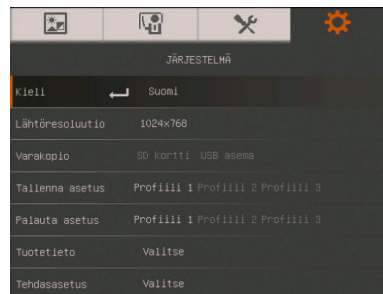 JÄRJESTELMÄ
Kieli Suomi
Lähtöresoluutio 1024x768
Varakopio SD kortti USB asema
Tallenna asetus Profiili 1 Profiili 2 Profiili 3
Palauta asetus Profiili 1 Profiili 2 Profiili 3
Tuotetieto Valitse
Tehdasasetus Valitse